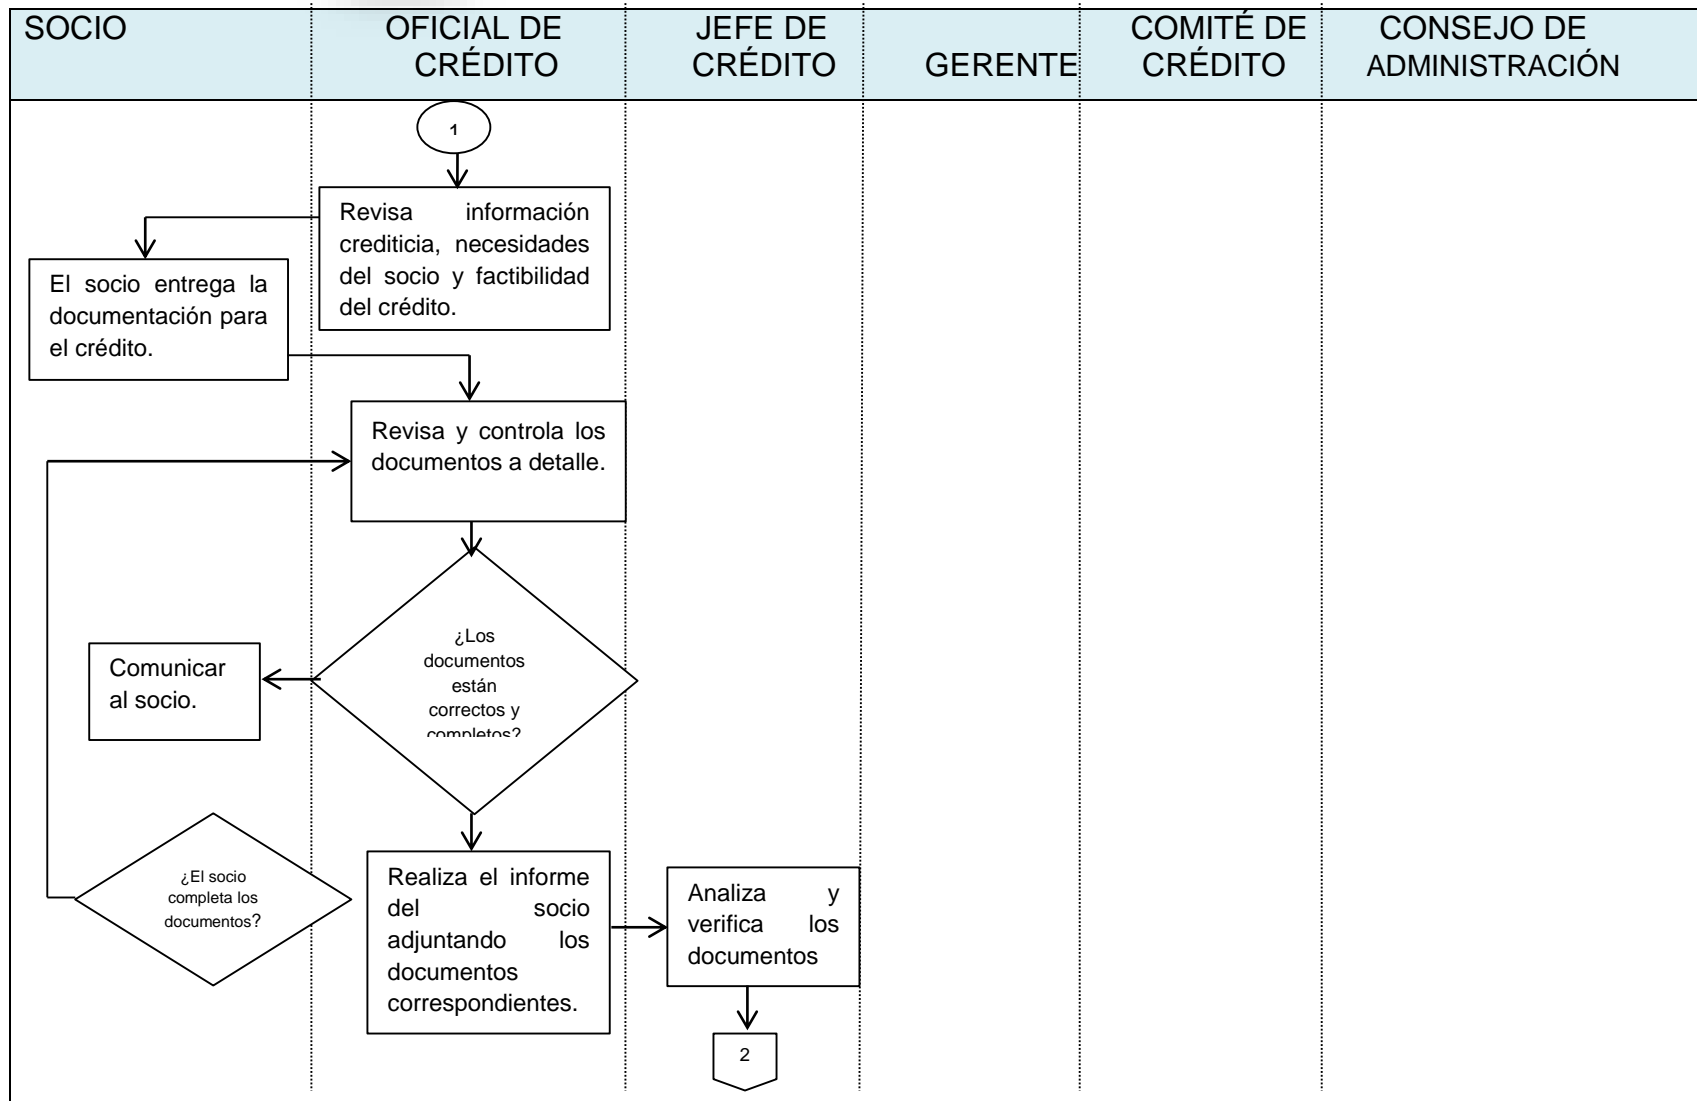 SOCIO
OFICIAL DE
CRÉDITO
JEFE DE
CRÉDITO
GERENTE
COMITÉ DE
CRÉDITO
CONSEJO DE
ADMINISTRACIÓN
1
Revisa información
crediticia, necesidades
del socio y factibilidad
del crédito.
El socio entrega la
documentación para
el crédito.
Revisa y controla los
documentos a detalle.
¿Los
documentos
están
correctos y
completos?
Comunicar
al socio.
¿El socio
completa los
documentos?
Realiza el informe
del socio
adjuntando los
documentos
correspondientes.
Analiza y
verifica los
documentos
2